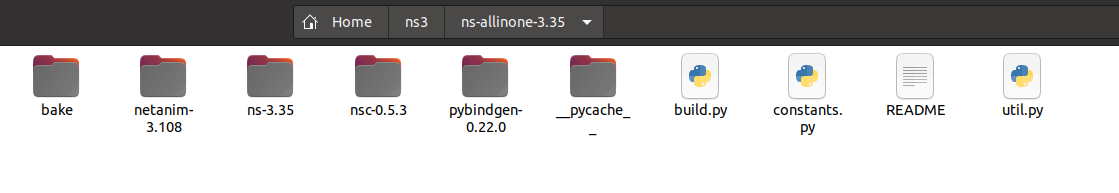 Home ns3 ns-allinone-3.35
bake netanim- ns-3.35 nsc-0.5.3 pybindgen- __pycache_ build.py constants. README util.py
3.108 0.22.0 _ py